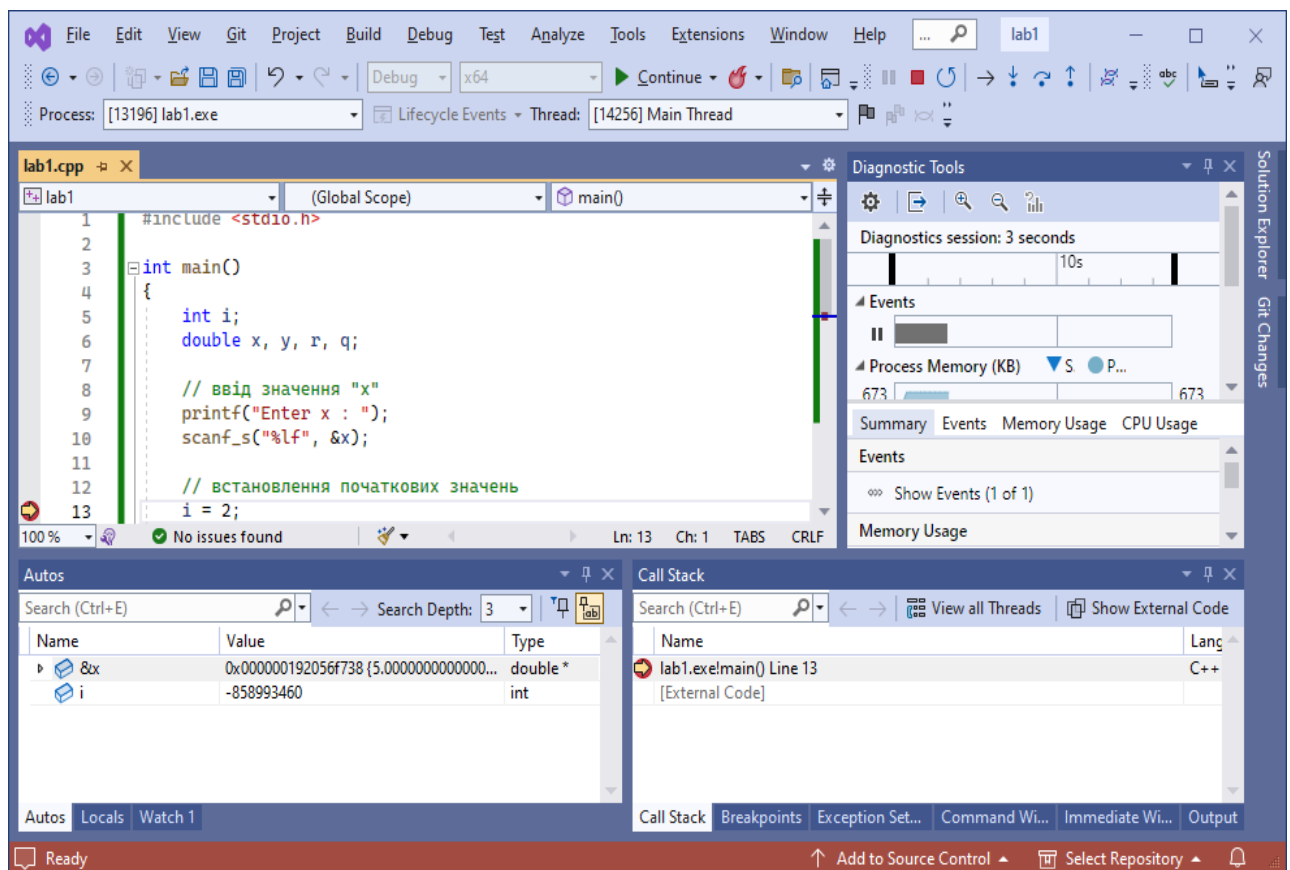 File Edit View Git Project Build Debug Test Analyze Tools Extensions Window Help ... lab1
Debug x64 Continue abc
Process: [13196] lab1.exe Lifecycle Events Thread: [14256] Main Thread
lab1.cpp
lab1 (Global Scope) main()
1 #include <stdio.h>
2
3 int main()
4 {
5 int i;
6 double x, y, r, q;
7
8 // ввід значення "x"
9 printf("Enter x : ");
10 scanf_s("%lf", &x);
11
12 // встановлення початкових значень
13 i = 2;
100 % No issues found Ln: 13 Ch: 1 TABS CRLF
Diagnostic Tools
Diagnostics session: 3 seconds
10s
Events
Process Memory (KB) S. P...
673 673
Summary Events Memory Usage CPU Usage
Events
Show Events (1 of 1)
Memory Usage
Solution Explorer
Git Changes
Autos
Search (Ctrl+E) Search Depth: 3 ab
Name Value Type
&x 0x000000192056f738 {5.0000000000000... double *
i -858993460 int
Autos Locals Watch 1
Call Stack
Search (Ctrl+E) View all Threads Show External Code
Name Lang
lab1.exe!main() Line 13 C++
[External Code]
Call Stack Breakpoints Exception Set... Command Wi... Immediate Wi... Output
Ready Add to Source Control Select Repository